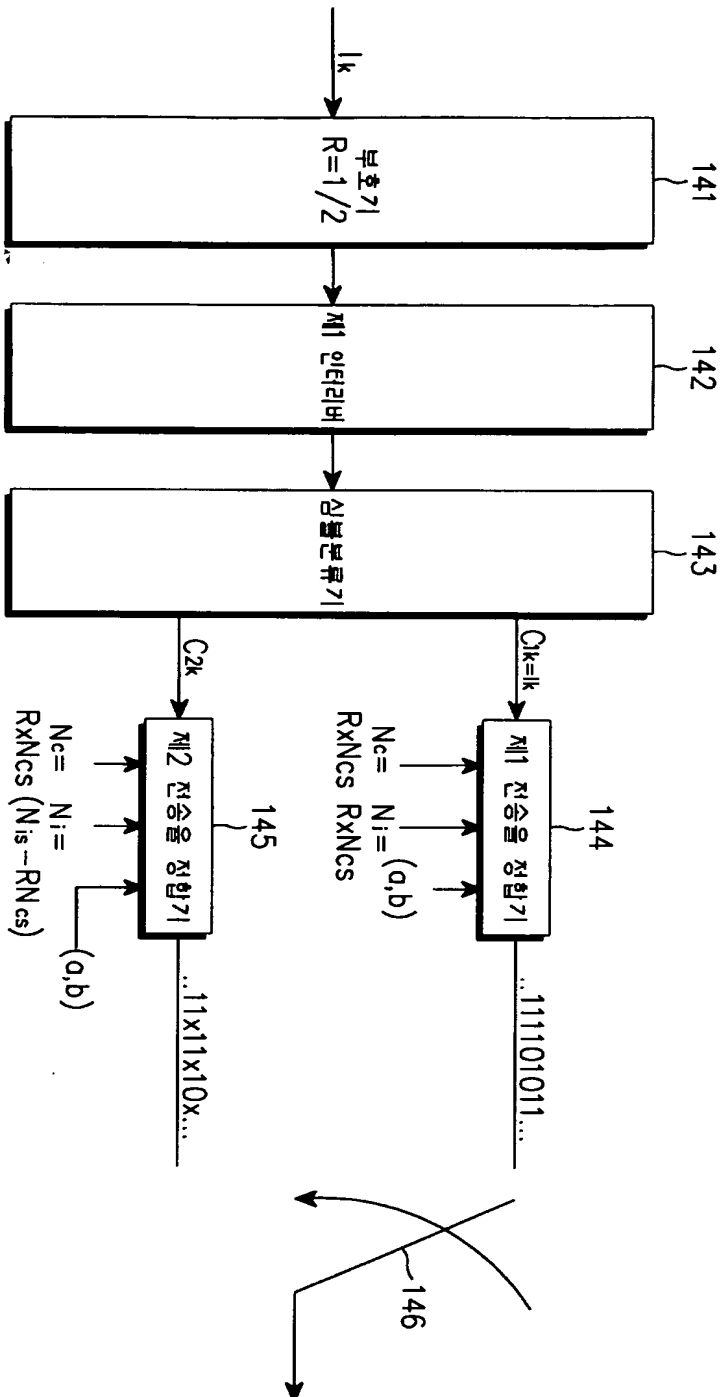 Ik
부호기
R=1/2
141
제1 인터리버
142
심볼분류기
143
C1k=Ik
제1 전송율 정합기
144
Nc= Ni= (a,b)
RxNcs RxNcs
...111101011...
C2k
제2 전송율 정합기
145
Nc= Ni=
RxNcs (Nis-RNcs)
(a,b)
...11x11x10x...
146